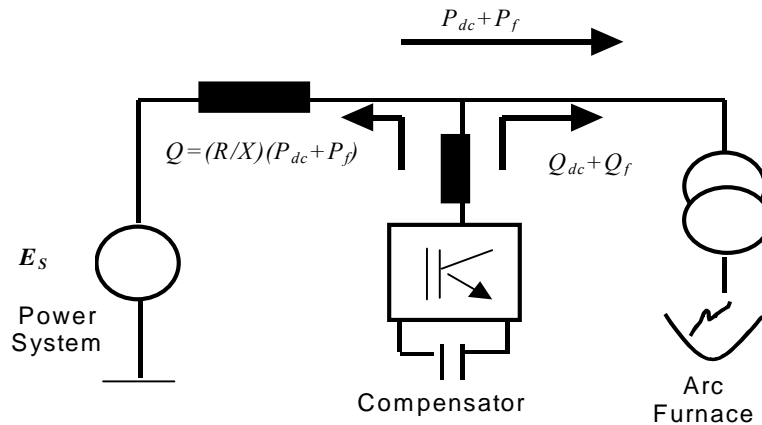 P_dc+P_f
Q=(R/X)(P_dc+P_f)
Q_dc+Q_f
E_S
Power
System
Compensator
Arc
Furnace